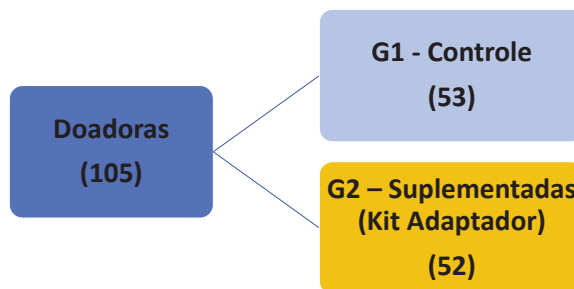 Doadoras
(105)
G1 - Controle
(53)
G2 – Suplementadas
(Kit Adaptador)
(52)